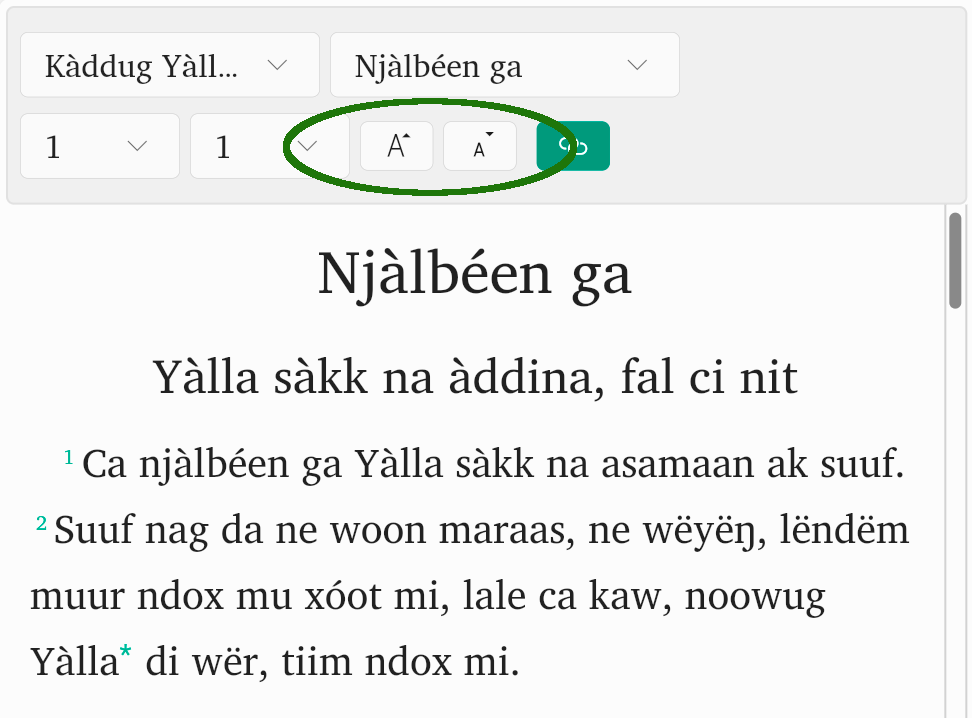 Kàddug Yàll... Njàlbéen ga
1 1 A A
Njàlbéen ga
Yàlla sàkk na àddina, fal ci nit
1 Ca njàlbéen ga Yàlla sàkk na asamaan ak suuf.
2 Suuf nag da ne woon maraas, ne wëyëŋ, lëndëm
muur ndox mu xóot mi, lale ca kaw, noowug
Yàlla* di wër, tiim ndox mi.